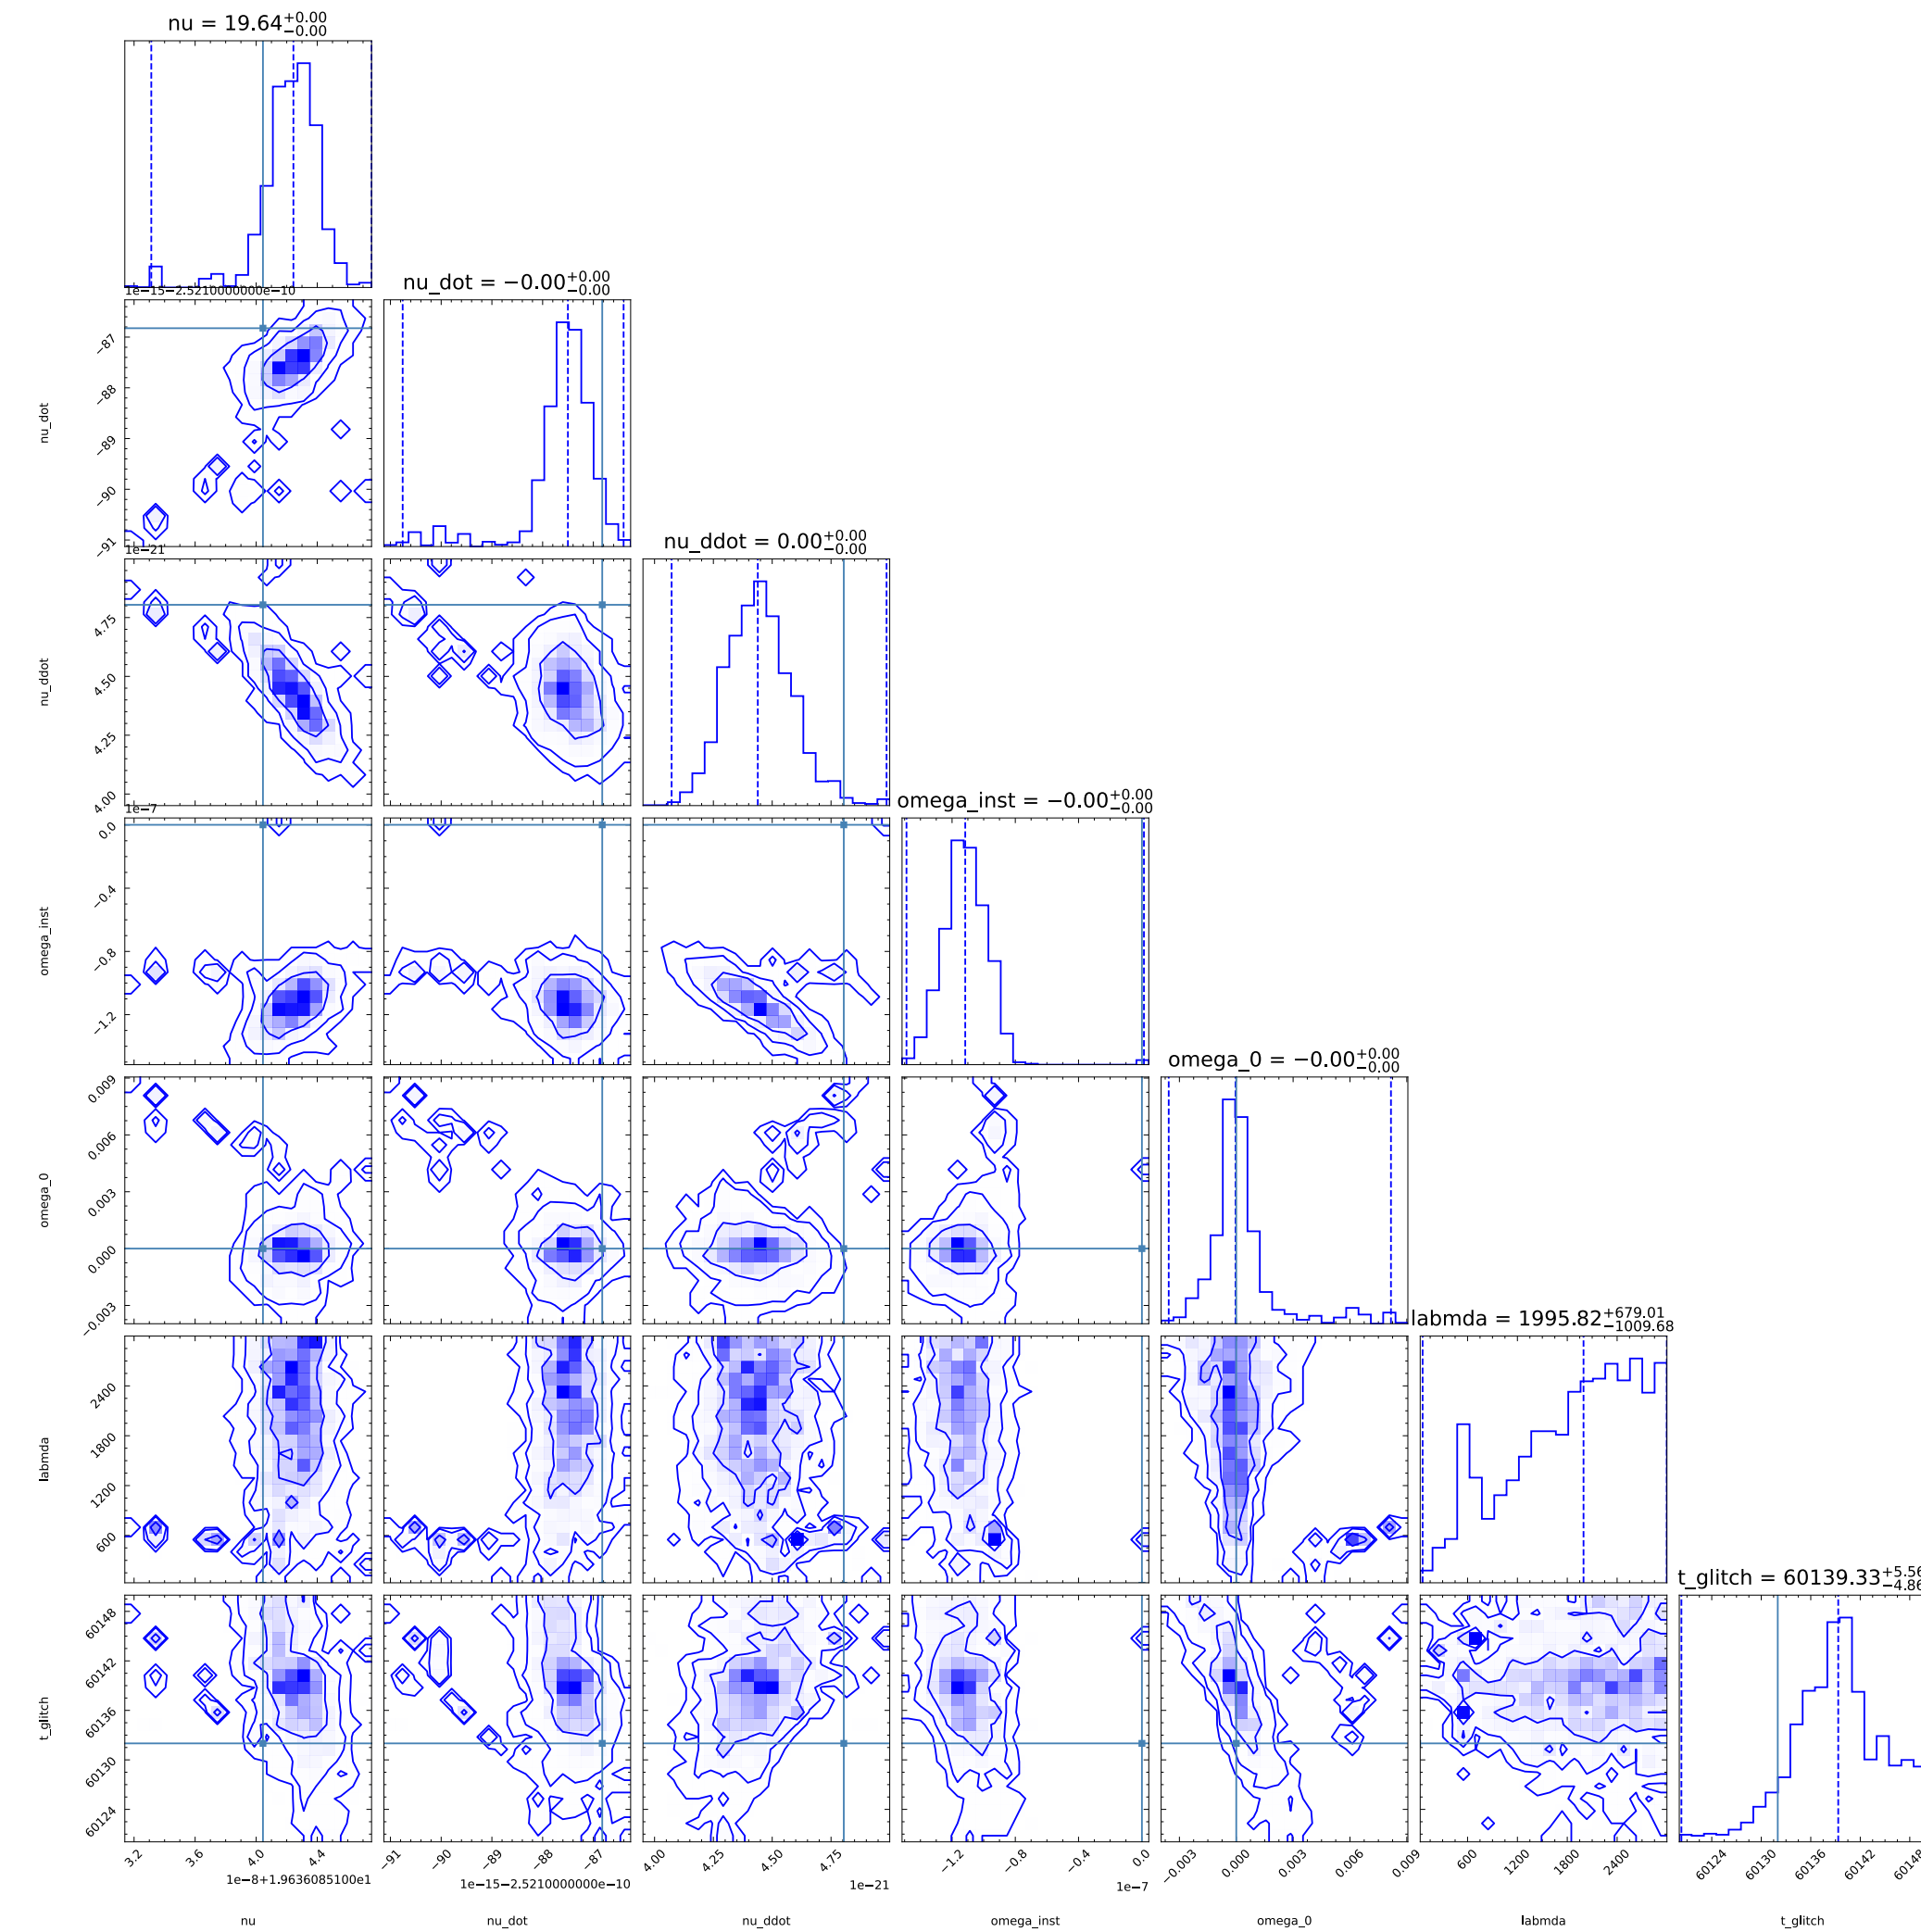 nu = 19.64+0.00−0.00
1e−15−2.5210000000e−10
nu_dot = −0.00+0.00−0.00
nu_dot
−87
−88
−89
−90
−91
1e−21
nu_ddot = 0.00+0.00−0.00
nu_ddot
4.75
4.50
4.25
4.00
1e−7
omega_inst = −0.00+0.00−0.00
omega_inst
0.0
−0.4
−0.8
−1.2
omega_0 = −0.00+0.00−0.00
omega_0
0.009
0.006
0.003
0.000
−0.003
labmda = 1995.82+679.01−1009.68
labmda
2400
1800
1200
600
t_glitch = 60139.33+5.56−4.86
t_glitch
60148
60142
60136
60130
60124
3.2 3.6 4.0 4.4 −91 −90 −89 −88 −87 4.00 4.25 4.50 4.75 −1.2 −0.8 −0.4 0.0 −0.003 0.000 0.003 0.006 0.009 600 1200 1800 2400 60124 60130 60136 60142 60148
1e−8+1.9636085100e1 1e−15−2.5210000000e−10 1e−21 1e−7
nu nu_dot nu_ddot omega_inst omega_0 labmda t_glitch